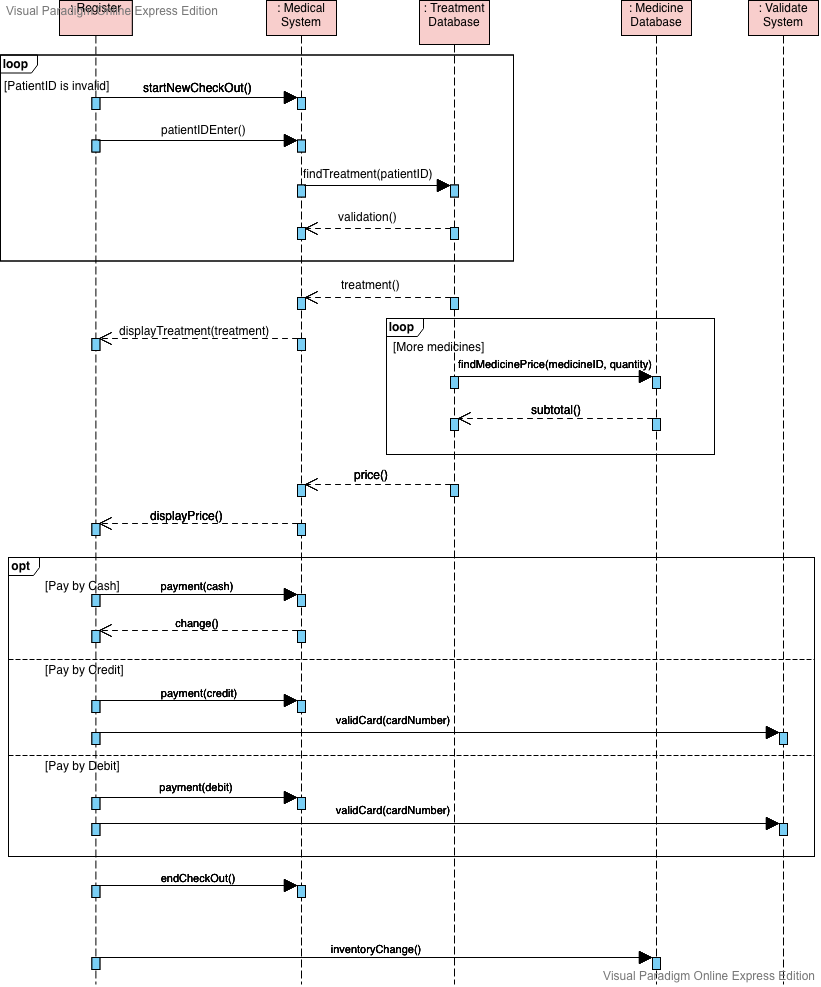 Visual Paradigm Online Express Edition
: Register
: Medical
System
: Treatment
Database
: Medicine
Database
: Validate
System
loop
[PatientID is invalid]
startNewCheckOut()
patientIDEnter()
findTreatment(patientID)
validation()
treatment()
displayTreatment(treatment)
loop
[More medicines]
findMedicinePrice(medicineID, quantity)
subtotal()
price()
displayPrice()
opt
[Pay by Cash]
payment(cash)
change()
[Pay by Credit]
payment(credit)
validCard(cardNumber)
[Pay by Debit]
payment(debit)
validCard(cardNumber)
endCheckOut()
inventoryChange()
Visual Paradigm Online Express Edition